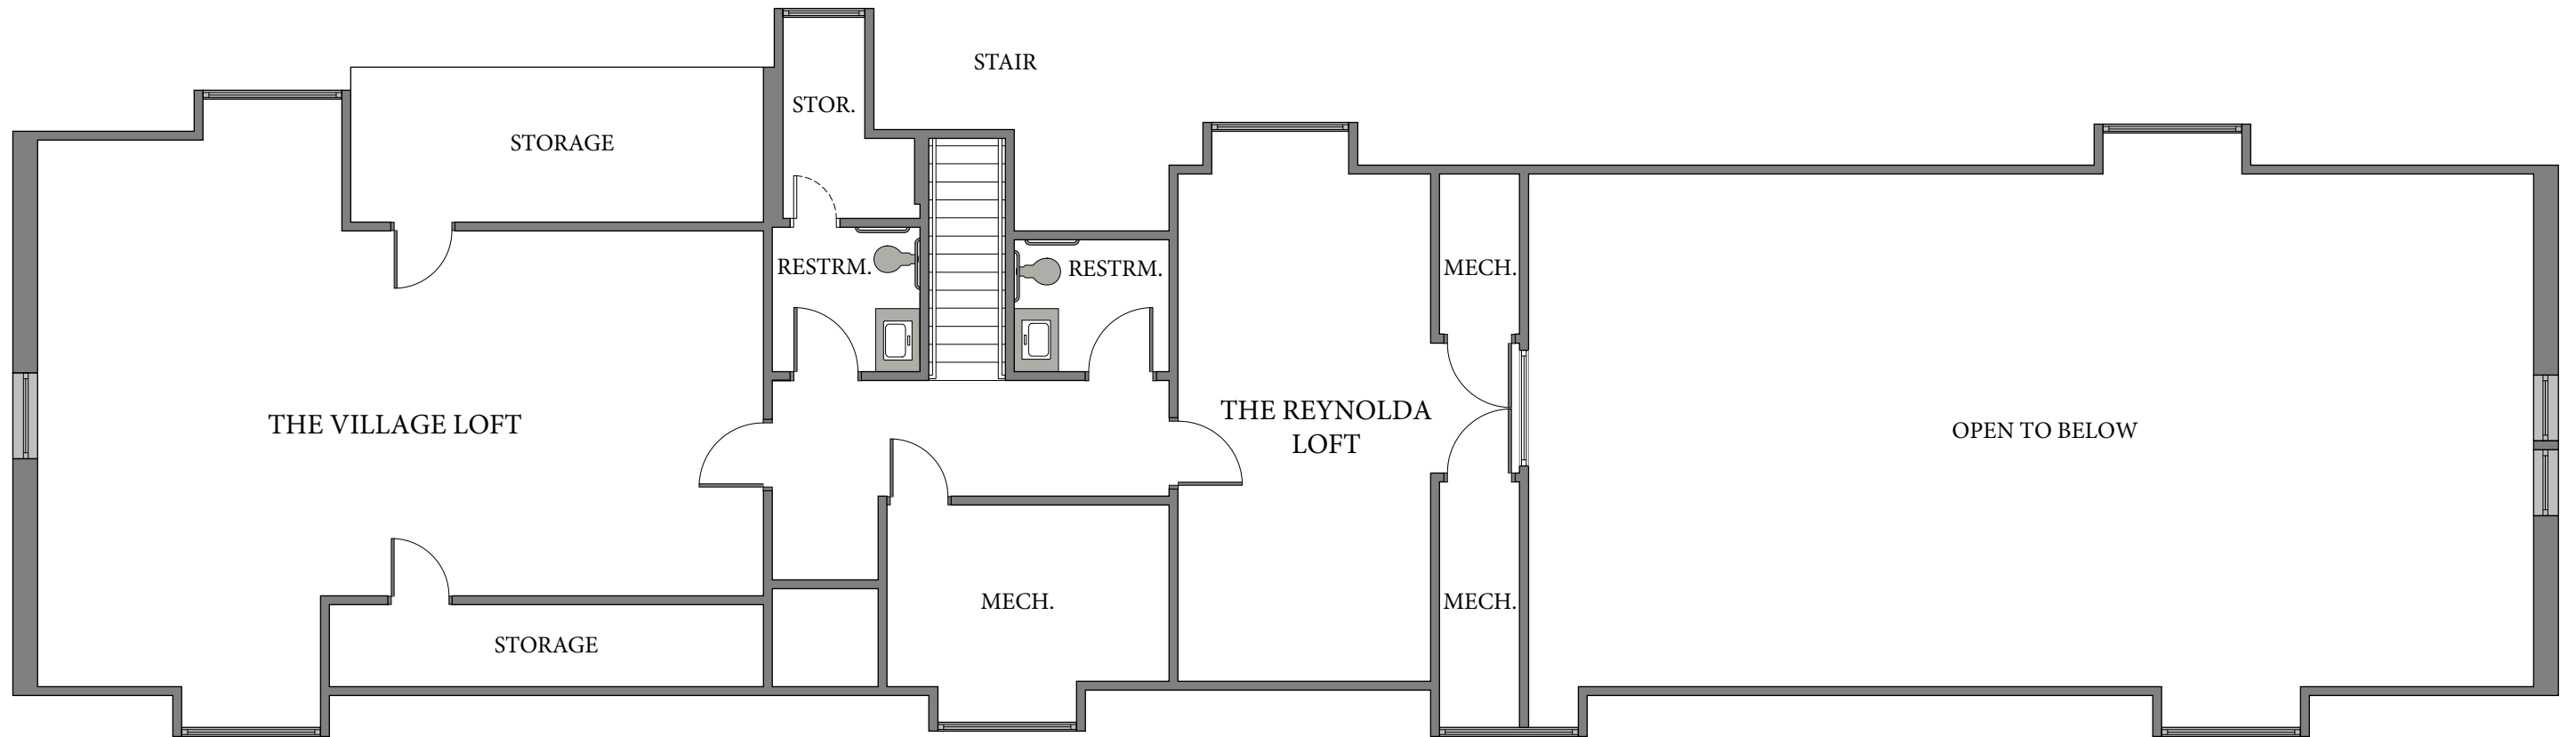 STAIR
STOR.
STORAGE
RESTRM.
RESTRM.
MECH.
THE VILLAGE LOFT
THE REYNOLDA
LOFT
OPEN TO BELOW
MECH.
MECH.
STORAGE